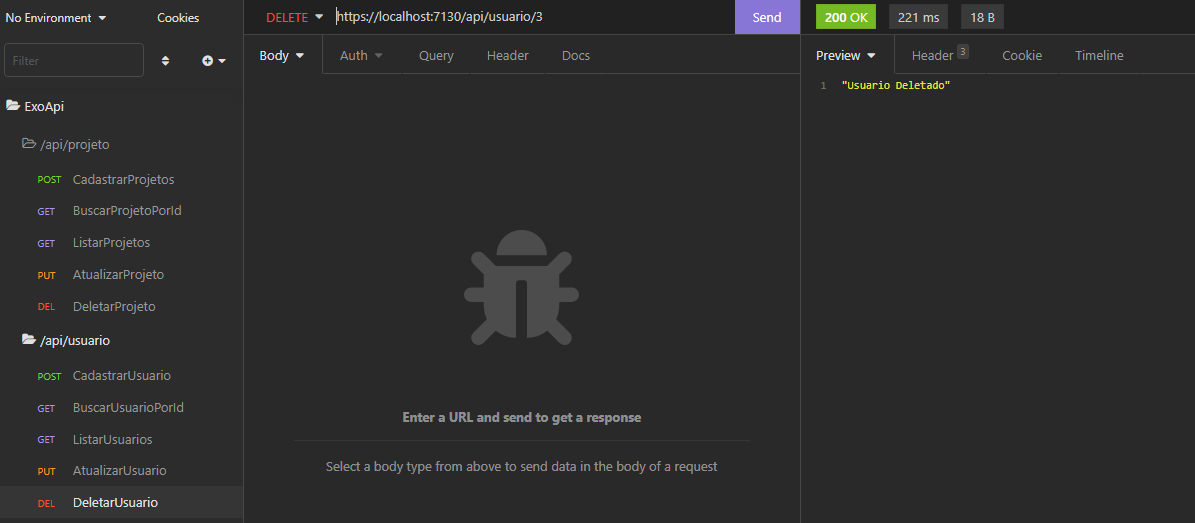 No Environment
Cookies
DELETE
https://localhost:7130/api/usuario/3
Send
200 OK
221 ms
18 B
Filter
Body
Auth
Query
Header
Docs
Preview
Header 3
Cookie
Timeline
1 "Usuario Deletado"
ExoApi
/api/projeto
POST CadastrarProjetos
GET BuscarProjetoPorId
GET ListarProjetos
PUT AtualizarProjeto
DEL DeletarProjeto
/api/usuario
POST CadastrarUsuario
GET BuscarUsuarioPorId
GET ListarUsuarios
PUT AtualizarUsuario
DEL DeletarUsuario
Enter a URL and send to get a response
Select a body type from above to send data in the body of a request